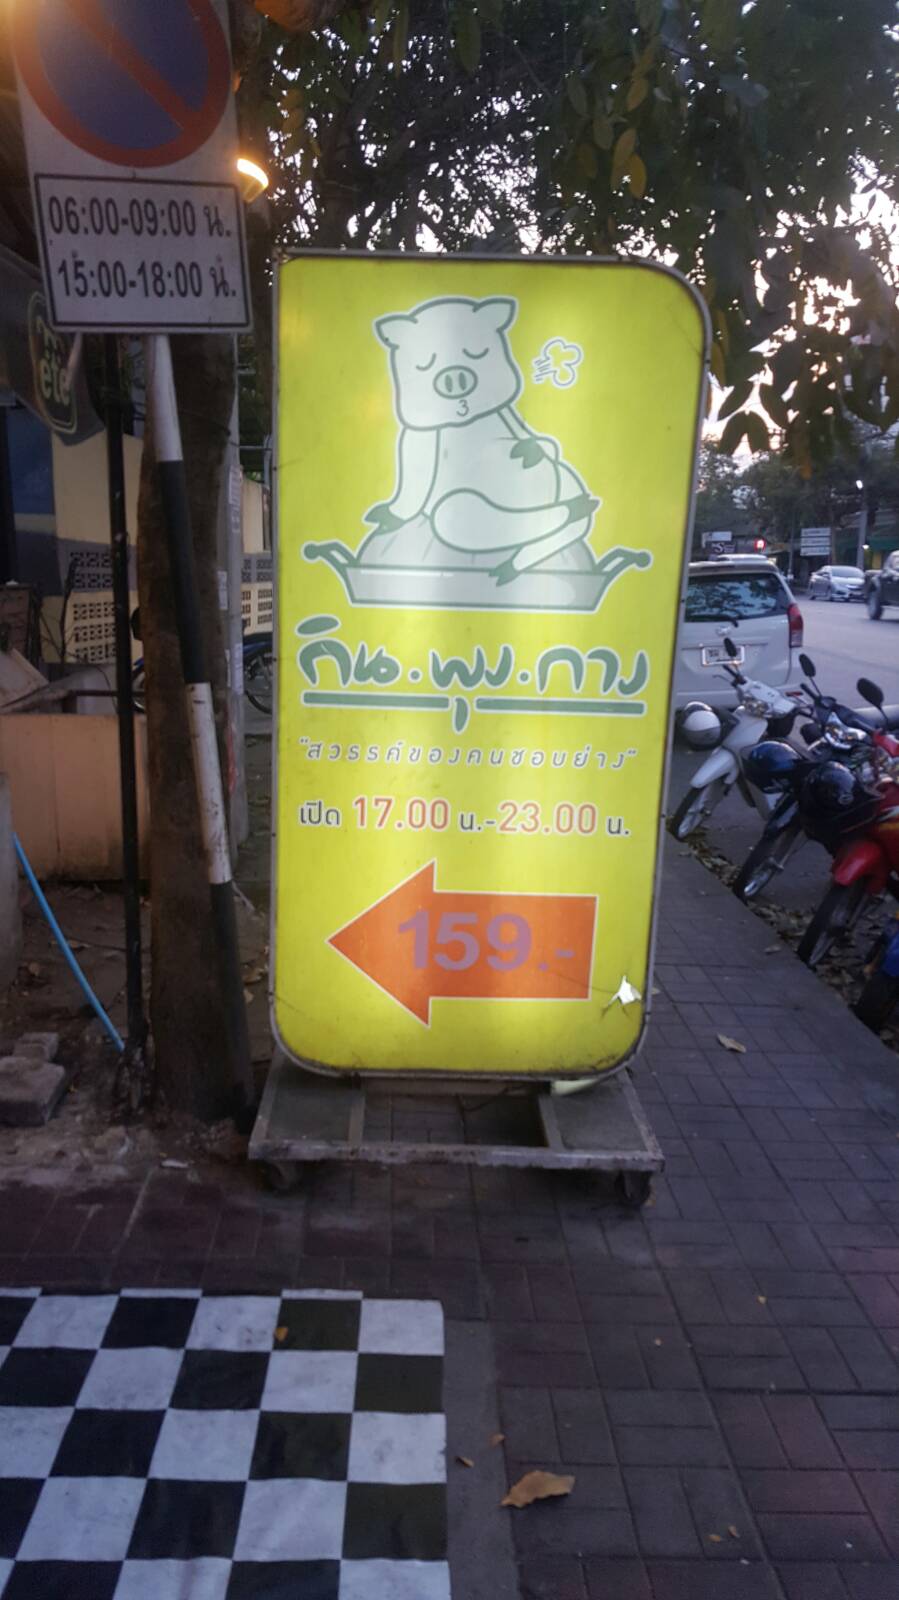 06:00-09:00 น.
15:00-18:00 น.
กิน.พุง.กาง
"สวรรค์ของคนชอบย่าง"
เปิด 17.00 น.-23.00 น.
159.-